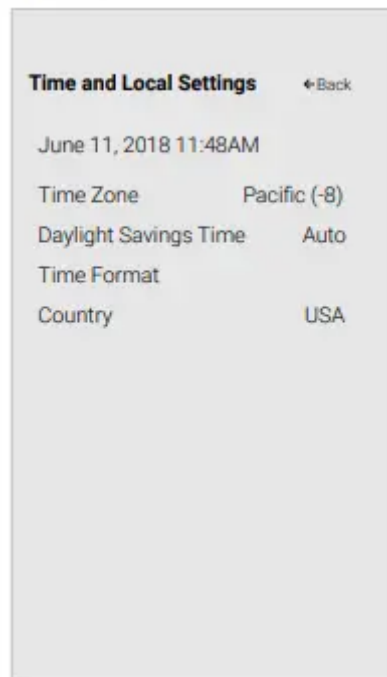 Time and Local Settings ←Back
June 11, 2018 11:48AM
Time Zone Pacific (-8)
Daylight Savings Time Auto
Time Format
Country USA